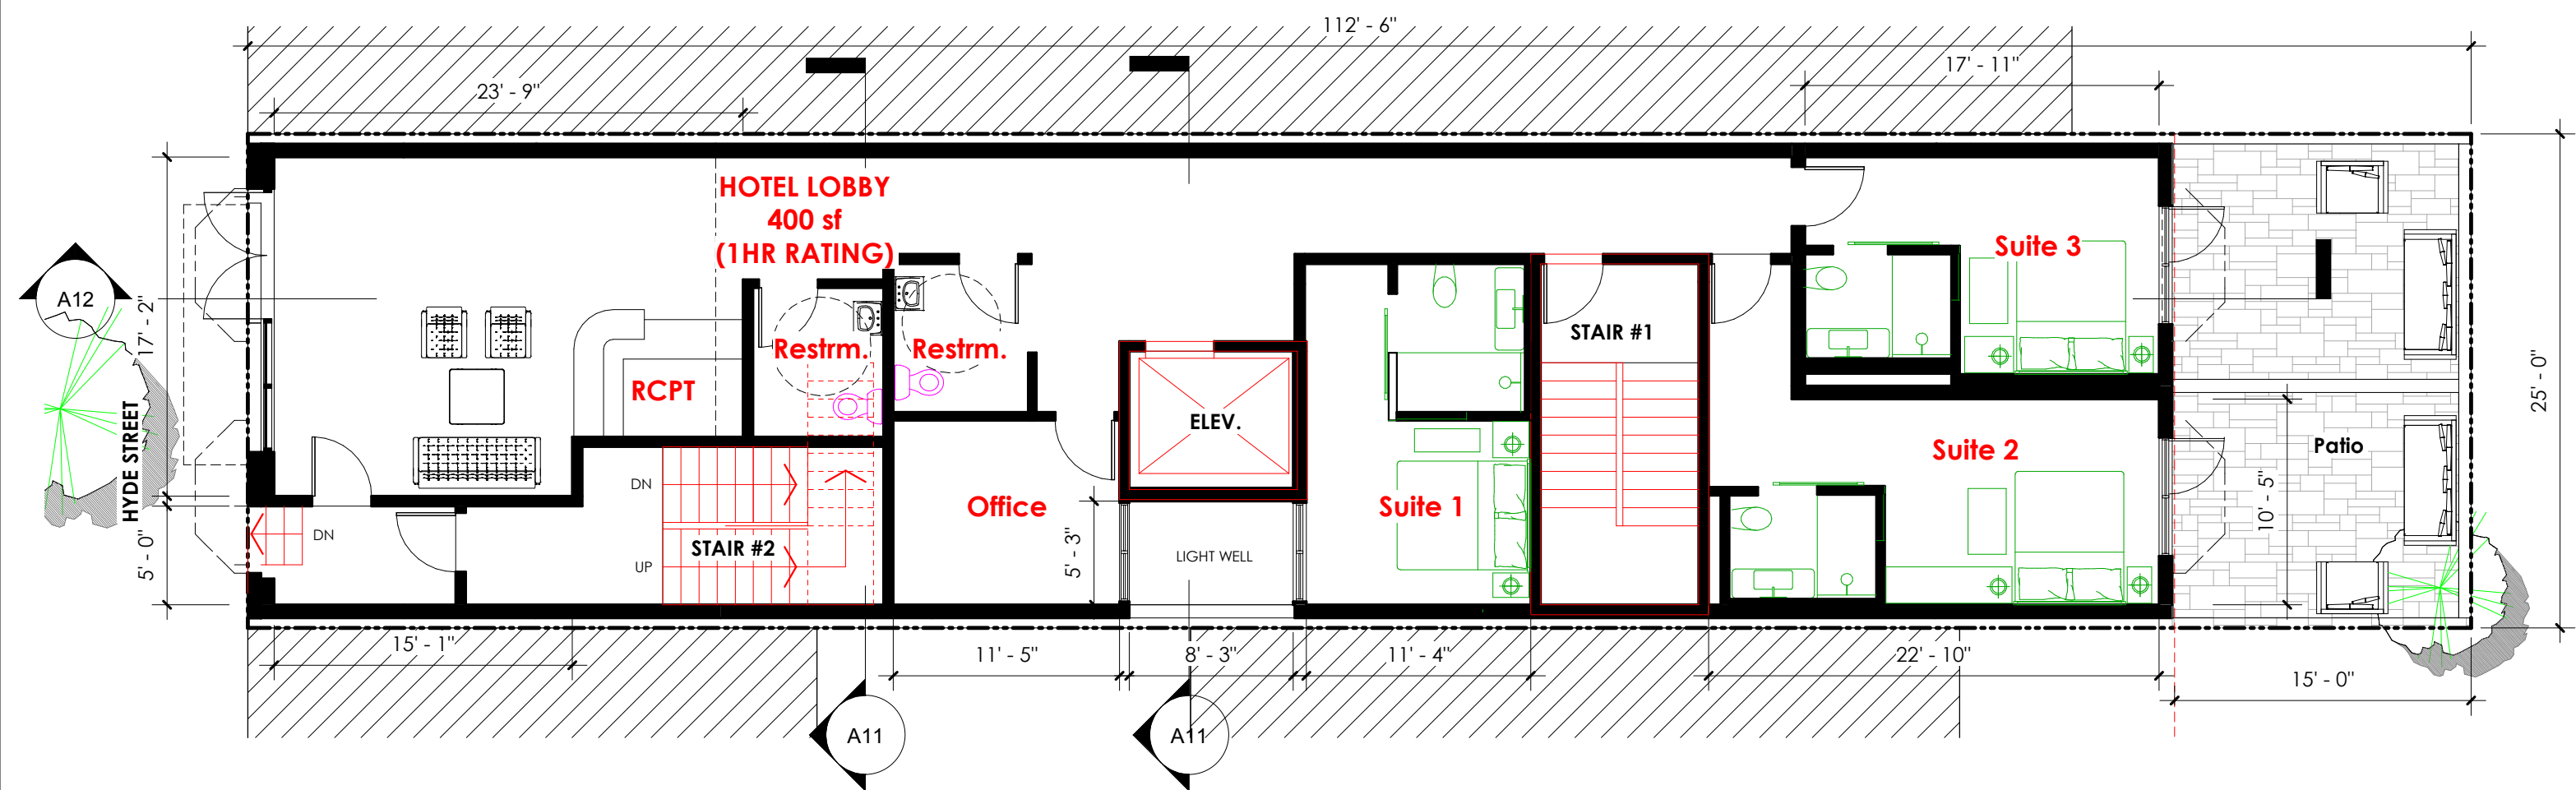 112' - 6"
23' - 9"
17' - 11"
HOTEL LOBBY
400 sf
(1HR RATING)
Suite 3
A12
17' - 2"
STAIR #1
Restrm.
Restrm.
RCPT
25' - 0"
ELEV.
HYDE STREET
Patio
Suite 2
DN
Office
Suite 1
10' - 5"
DN
5' - 0"
STAIR #2
5' - 3"
LIGHT WELL
UP
15' - 1"
11' - 5"
8' - 3"
11' - 4"
22' - 10"
15' - 0"
A11
A11